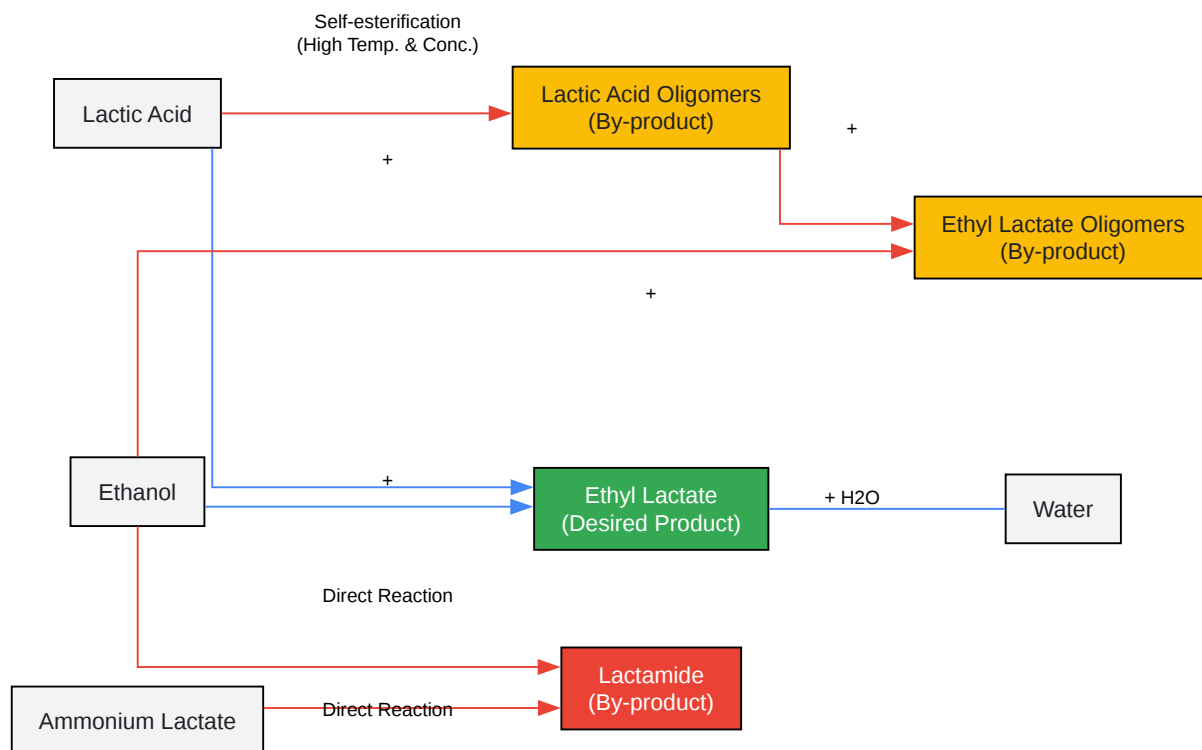 Self-esterification
(High Temp. & Conc.)
Lactic Acid
Lactic Acid Oligomers
(By-product)
+
+
Ethyl Lactate Oligomers
(By-product)
+
Ethanol
+
Ethyl Lactate
(Desired Product)
+ H2O
Water
Direct Reaction
Lactamide
(By-product)
Ammonium Lactate
Direct Reaction